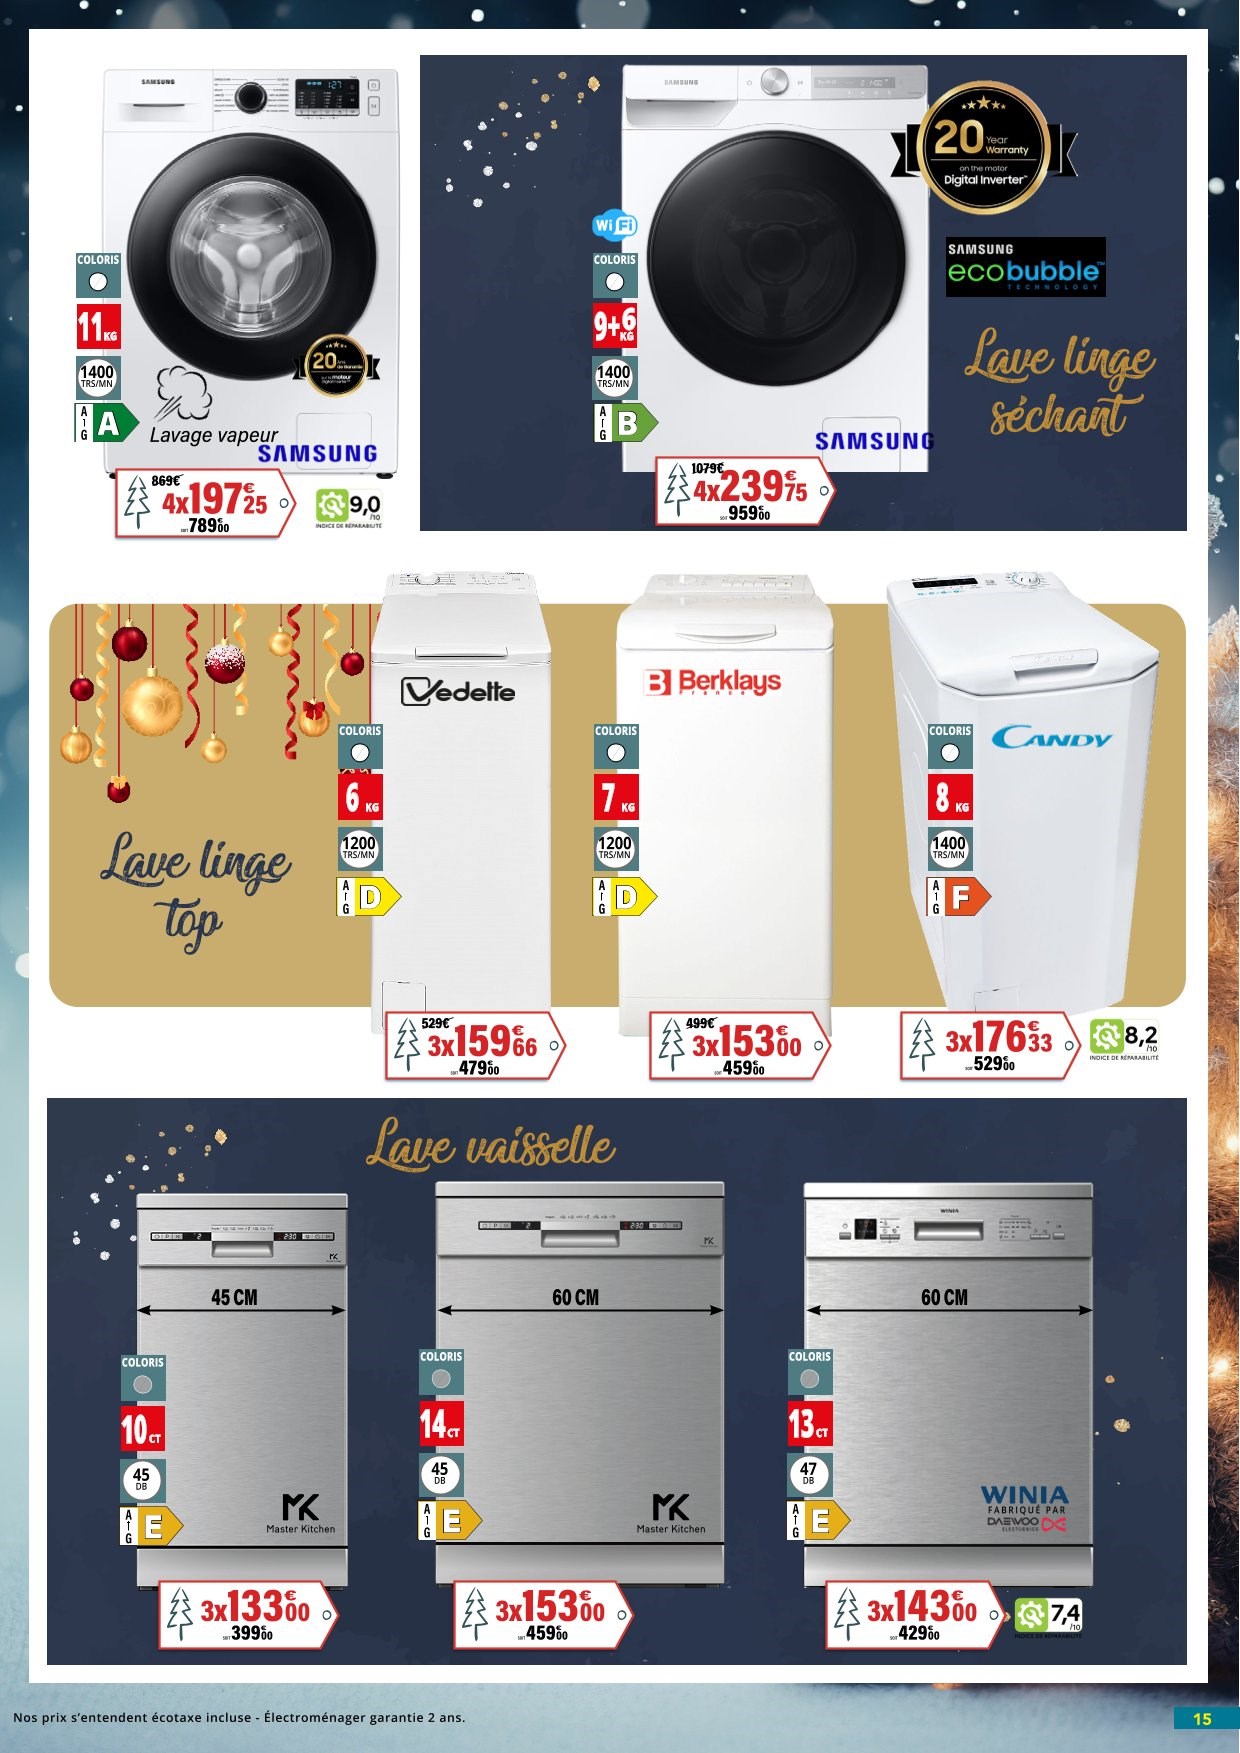 SAMSUNG
COLORIS
11 KG
1400
TRS/MN
A
↑
G
A
Lavage vapeur
20 Ans
de Garantie
sur le moteur
Digital Inverter
SAMSUNG
869€
4x197€25
soit 789€00
9,0
/10
INDICE DE RÉPARABILITÉ
SAMSUNG
20 Year
Warranty
on the motor
Digital Inverter™
WiFi
COLORIS
9+6 KG
1400
TRS/MN
A
↑
G
B
SAMSUNG
ecobubble™
TECHNOLOGY
Lave linge
séchant
SAMSUNG
1079€
4x239€75
soit 959€00
Lave linge
top
Vedette
COLORIS
6 KG
1200
TRS/MN
A
↑
G
D
529€
3x159€66
soit 479€00
Berklays
FRANCE
COLORIS
7 KG
1200
TRS/MN
A
↑
G
D
499€
3x153€00
soit 459€00
CANDY
COLORIS
8 KG
1400
TRS/MN
A
↑
G
F
3x176€33
soit 529€00
8,2
/10
INDICE DE RÉPARABILITÉ
Lave vaisselle
MK
45 CM
COLORIS
10 CT
45
DB
A
↑
G
E
MK
Master Kitchen
3x133€00
soit 399€00
MK
60 CM
COLORIS
14 CT
45
DB
A
↑
G
E
MK
Master Kitchen
3x153€00
soit 459€00
WINIA
60 CM
COLORIS
13 CT
47
DB
A
↑
G
E
WINIA
FABRIQUÉ PAR
DAEWOO
ELECTRONICS
3x143€00
soit 429€00
7,4
/10
INDICE DE RÉPARABILITÉ
Nos prix s'entendent écotaxe incluse - Électroménager garantie 2 ans.
15